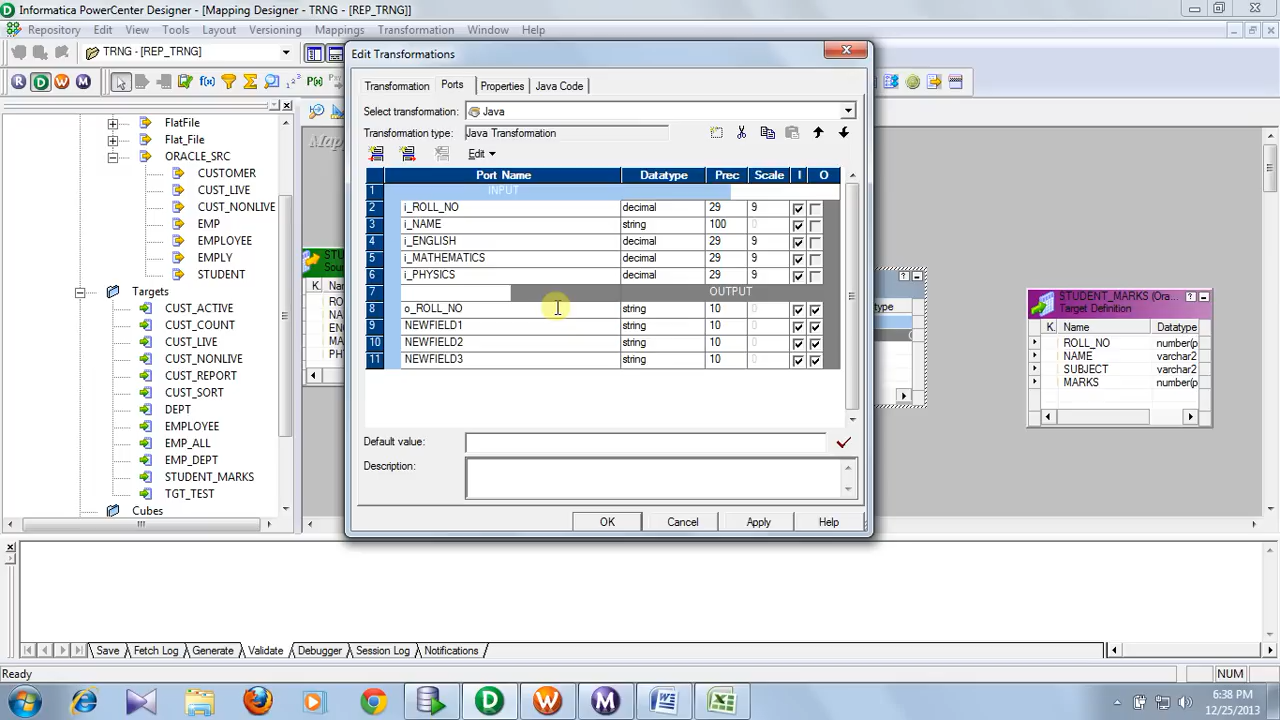 Informatica PowerCenter Designer - [Mapping Designer - TRNG - [REP_TRNG]]
Repository Edit View Tools Layout Versioning Mappings Transformation Window Help
TRNG - [REP_TRNG]
Edit Transformations
Transformation Ports Properties Java Code
Select transformation: Java
Transformation type: Java Transformation
Edit
Port Name Datatype Prec Scale I O
1 INPUT
2 i_ROLL_NO decimal 29 9
3 i_NAME string 100 0
4 i_ENGLISH decimal 29 9
5 i_MATHEMATICS decimal 29 9
6 i_PHYSICS decimal 29 9
7 OUTPUT
8 o_ROLL_NO string 10 0
9 NEWFIELD1 string 10 0
10 NEWFIELD2 string 10 0
11 NEWFIELD3 string 10 0
Default value:
Description:
OK Cancel Apply Help
FlatFile
Flat_File
ORACLE_SRC
CUSTOMER
CUST_LIVE
CUST_NONLIVE
EMP
EMPLOYEE
EMPLY
STUDENT
Targets
CUST_ACTIVE
CUST_COUNT
CUST_LIVE
CUST_NONLIVE
CUST_REPORT
CUST_SORT
DEPT
EMPLOYEE
EMP_ALL
EMP_DEPT
STUDENT_MARKS
TGT_TEST
Cubes
STUDENT_MARKS (Ora...
Target Definition
K. Name Datatype
ROLL_NO number(p
NAME varchar2
SUBJECT varchar2
MARKS number(p
Save Fetch Log Generate Validate Debugger Session Log Notifications
Ready
NUM
6:38 PM
12/25/2013